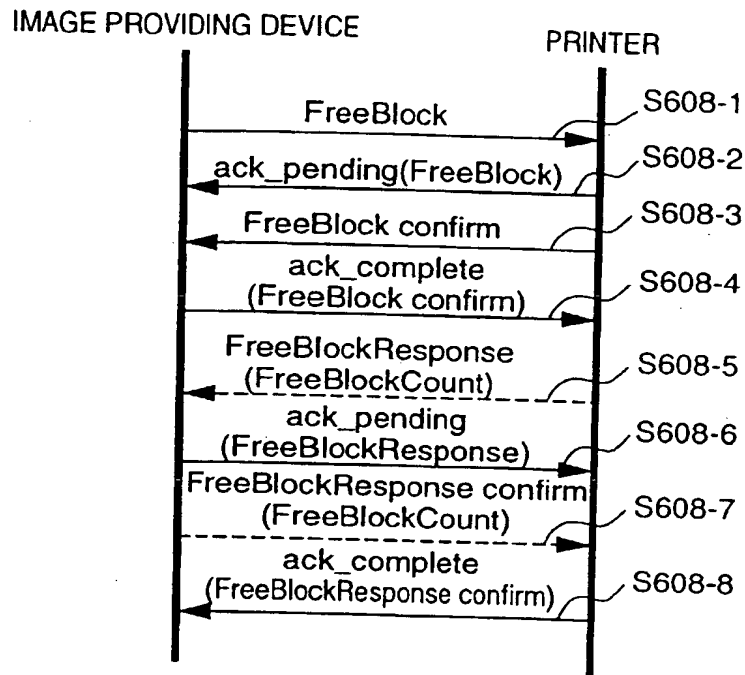 IMAGE PROVIDING DEVICE
PRINTER
FreeBlock
S608-1
ack_pending(FreeBlock)
S608-2
FreeBlock confirm
S608-3
ack_complete
(FreeBlock confirm)
S608-4
FreeBlockResponse
(FreeBlockCount)
S608-5
ack_pending
(FreeBlockResponse)
S608-6
FreeBlockResponse confirm
(FreeBlockCount)
S608-7
ack_complete
(FreeBlockResponse confirm)
S608-8